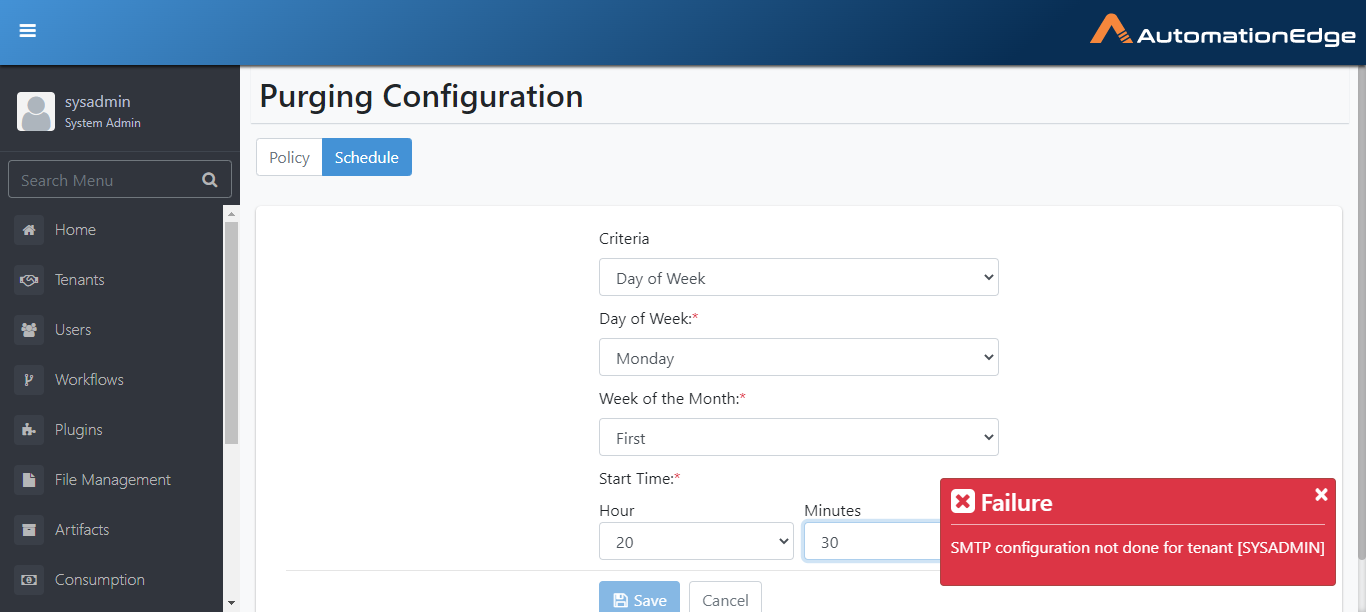 AutomationEdge
sysadmin
System Admin
Search Menu
Home
Tenants
Users
Workflows
Plugins
File Management
Artifacts
Consumption
Purging Configuration
Policy
Schedule
Criteria
Day of Week
Day of Week:*
Monday
Week of the Month:*
First
Start Time:*
Hour
Minutes
20
30
Save
Cancel
Failure
SMTP configuration not done for tenant [SYSADMIN]